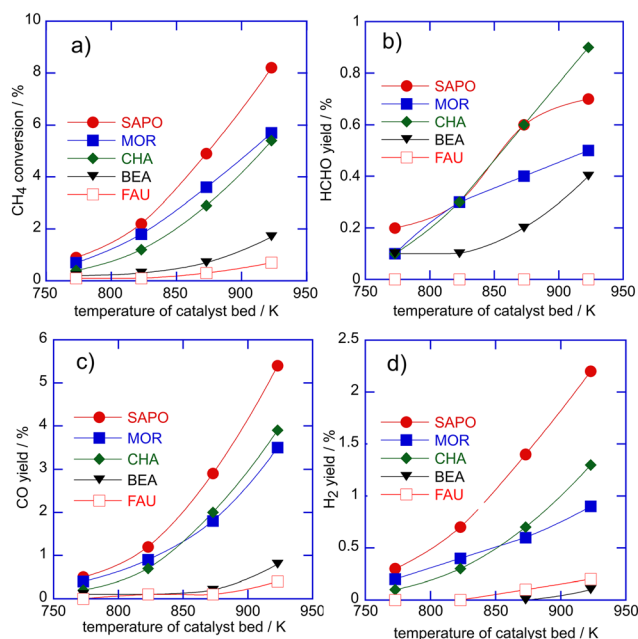 a)
CH4 conversion / %
10
8
6
4
2
0
SAPO
MOR
CHA
BEA
FAU
750 800 850 900 950
temperature of catalyst bed / K
b)
HCHO yield / %
1
0.8
0.6
0.4
0.2
0
SAPO
MOR
CHA
BEA
FAU
750 800 850 900 950
temperature of catalyst bed / K
c)
CO yield / %
6
5
4
3
2
1
0
SAPO
MOR
CHA
BEA
FAU
750 800 850 900 950
temperature of catalyst bed / K
d)
H2 yield / %
2.5
2
1.5
1
0.5
0
SAPO
MOR
CHA
BEA
FAU
750 800 850 900 950
temperature of catalyst bed / K